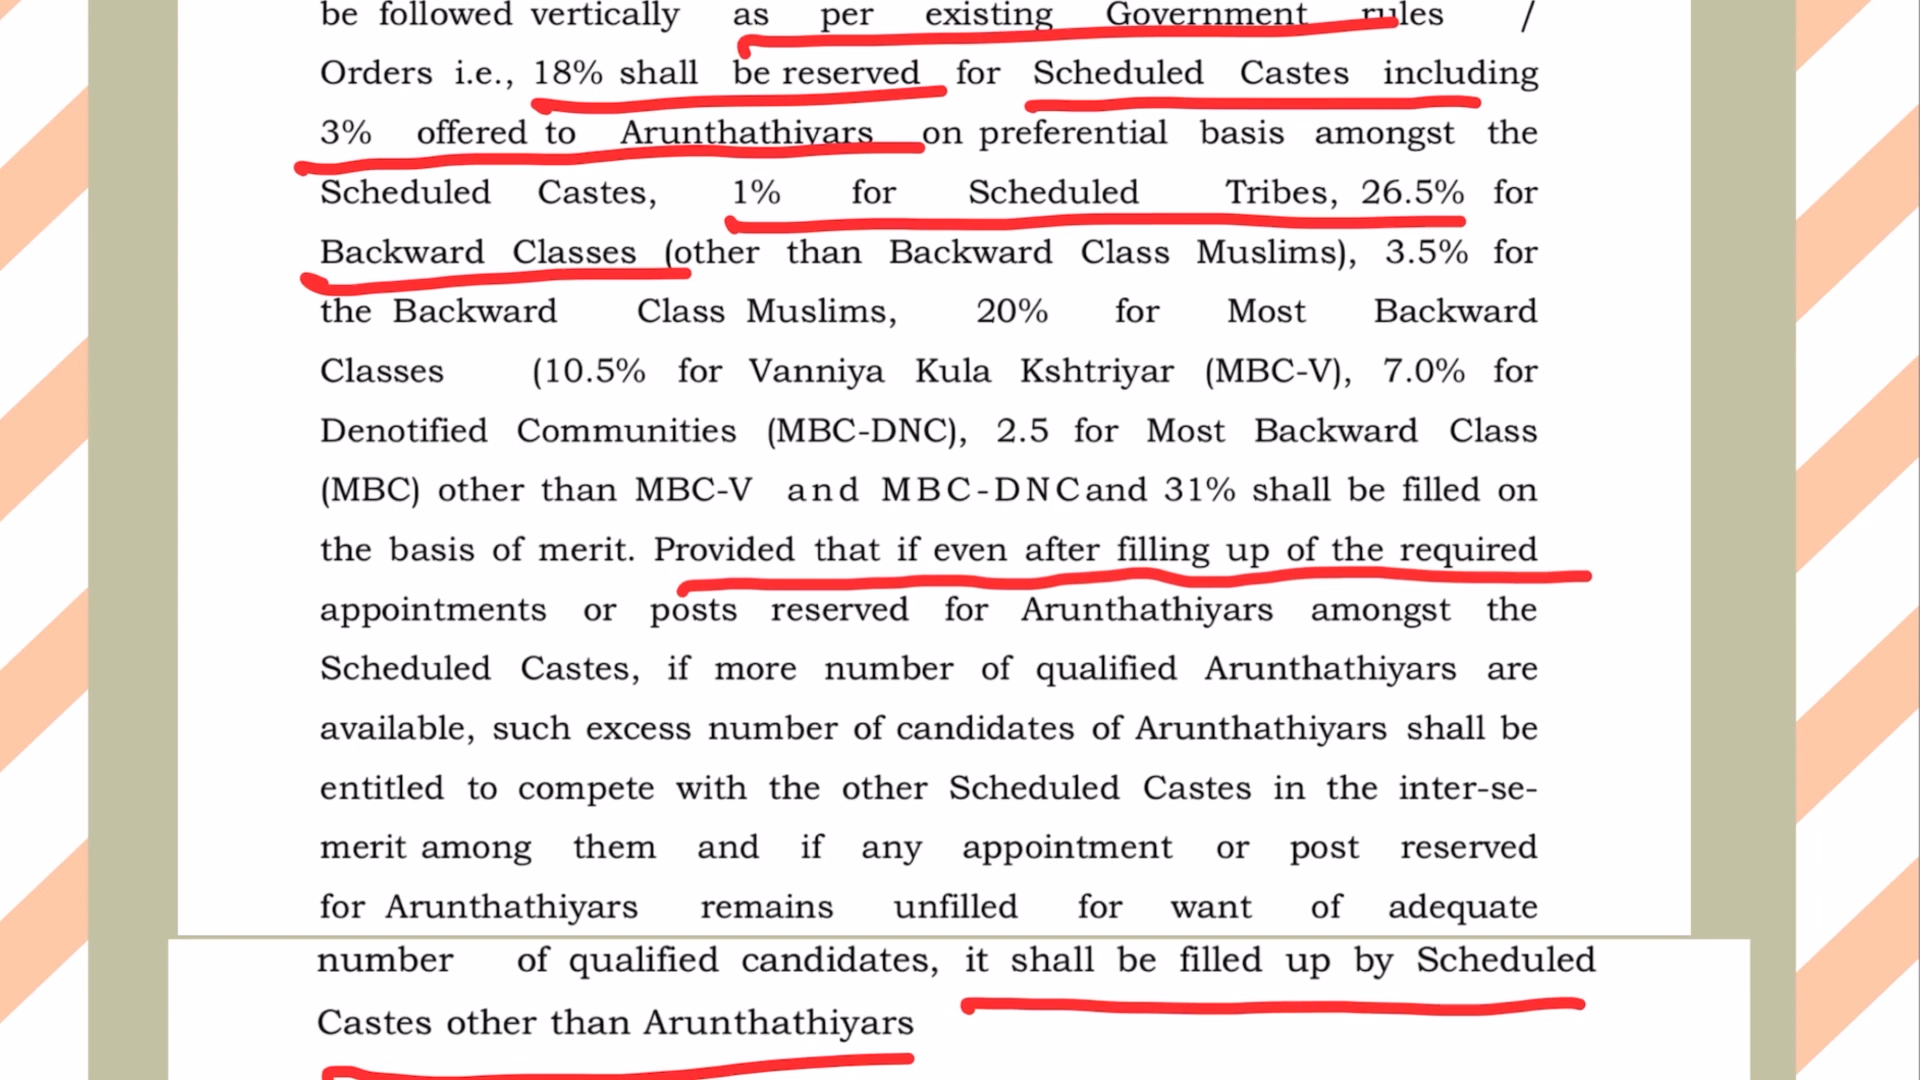 be followed vertically as per existing Government rules /
Orders i.e., 18% shall be reserved for Scheduled Castes including
3% offered to Arunthathiyars on preferential basis amongst the
Scheduled Castes, 1% for Scheduled Tribes, 26.5% for
Backward Classes (other than Backward Class Muslims), 3.5% for
the Backward Class Muslims, 20% for Most Backward
Classes (10.5% for Vanniya Kula Kshtriyar (MBC-V), 7.0% for
Denotified Communities (MBC-DNC), 2.5 for Most Backward Class
(MBC) other than MBC-V and MBC-DNCand 31% shall be filled on
the basis of merit. Provided that if even after filling up of the required
appointments or posts reserved for Arunthathiyars amongst the
Scheduled Castes, if more number of qualified Arunthathiyars are
available, such excess number of candidates of Arunthathiyars shall be
entitled to compete with the other Scheduled Castes in the inter-se-
merit among them and if any appointment or post reserved
for Arunthathiyars remains unfilled for want of adequate
number of qualified candidates, it shall be filled up by Scheduled
Castes other than Arunthathiyars